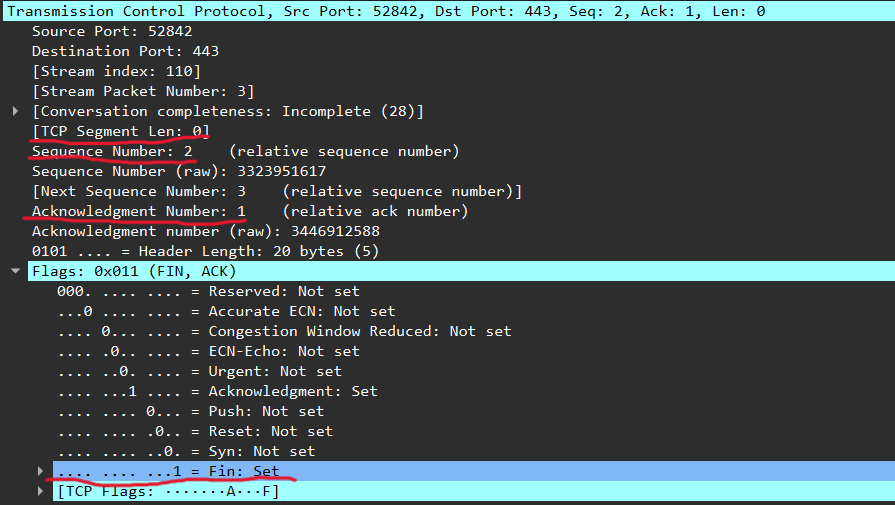 Transmission Control Protocol, Src Port: 52842, Dst Port: 443, Seq: 2, Ack: 1, Len: 0
Source Port: 52842
Destination Port: 443
[Stream index: 110]
[Stream Packet Number: 3]
[Conversation completeness: Incomplete (28)]
[TCP Segment Len: 0]
Sequence Number: 2    (relative sequence number)
Sequence Number (raw): 3323951617
[Next Sequence Number: 3    (relative sequence number)]
Acknowledgment Number: 1    (relative ack number)
Acknowledgment number (raw): 3446912588
0101 .... = Header Length: 20 bytes (5)
Flags: 0x011 (FIN, ACK)
000. .... .... = Reserved: Not set
...0 .... .... = Accurate ECN: Not set
.... 0... .... = Congestion Window Reduced: Not set
.... .0.. .... = ECN-Echo: Not set
.... ..0. .... = Urgent: Not set
.... ...1 .... = Acknowledgment: Set
.... .... 0... = Push: Not set
.... .... .0.. = Reset: Not set
.... .... ..0. = Syn: Not set
.... .... ...1 = Fin: Set
[TCP Flags: ·······A···F]